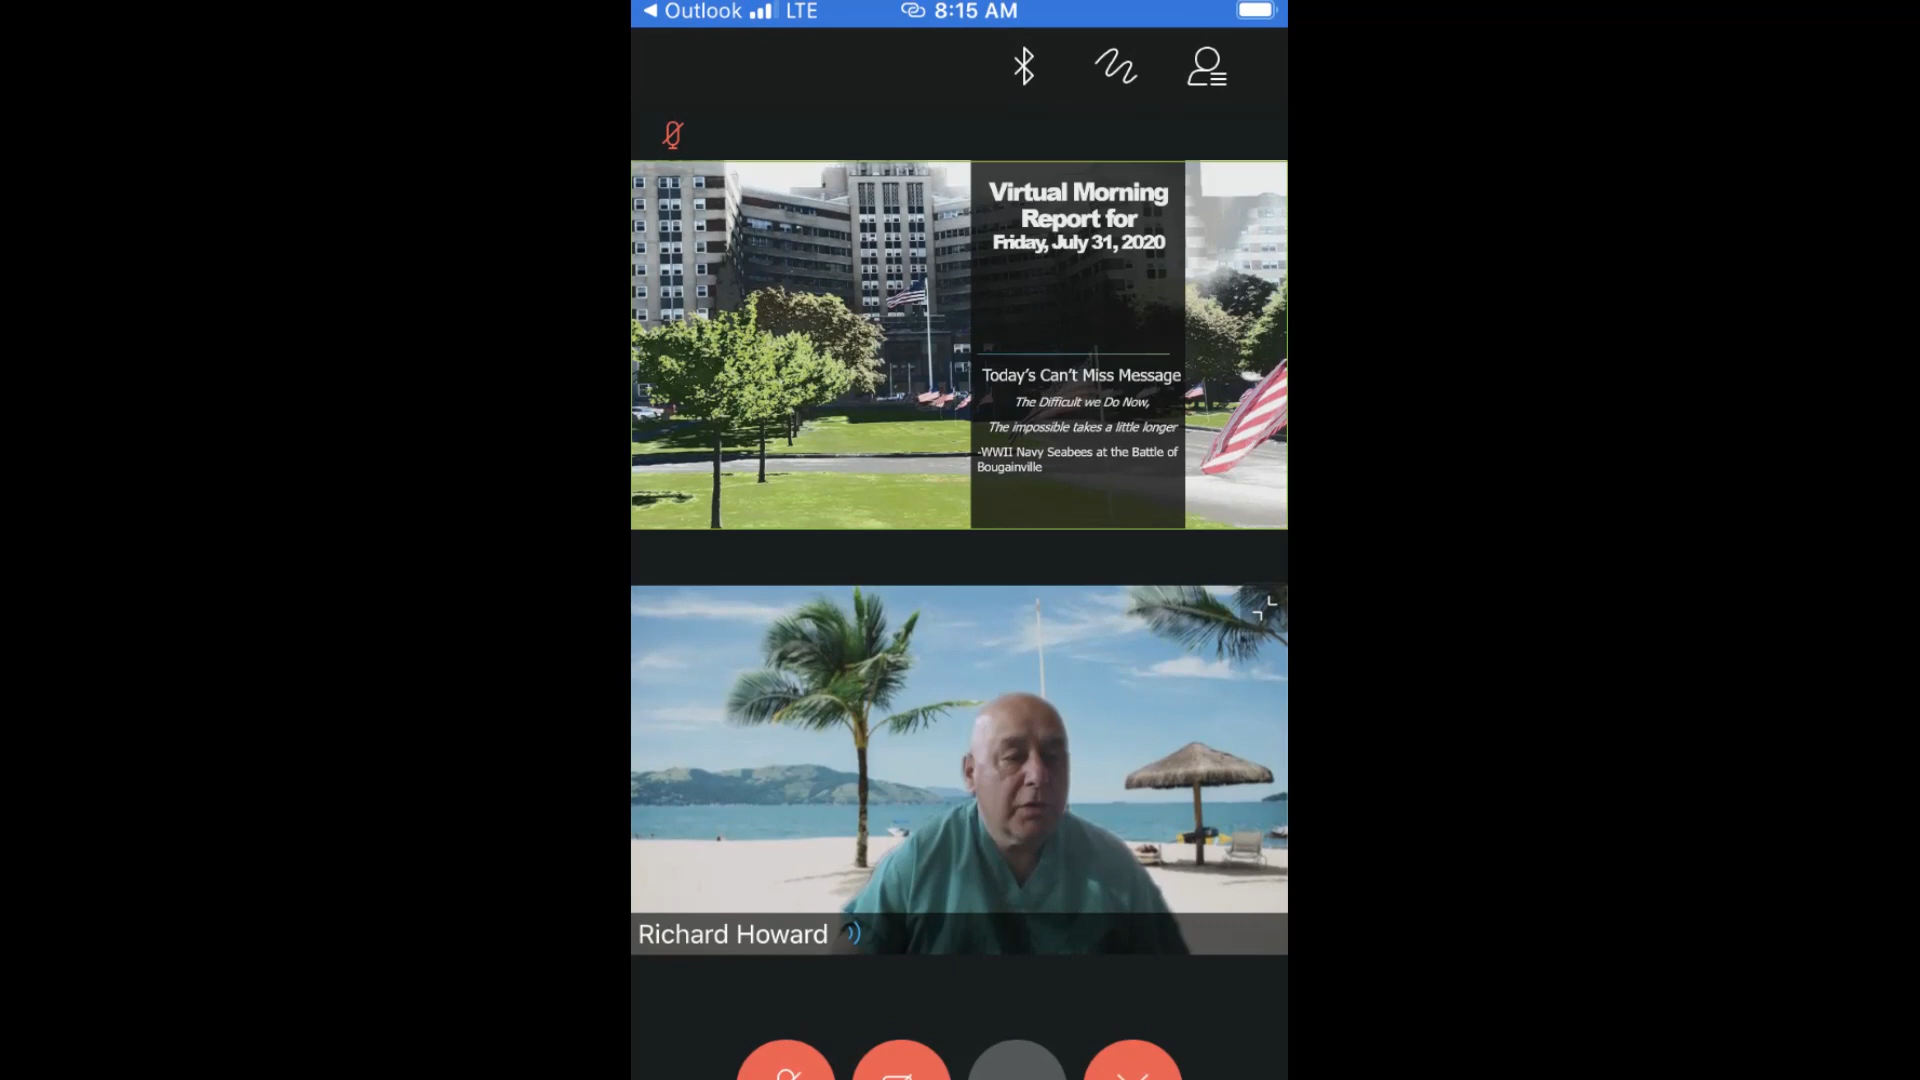 ◀ Outlook LTE 8:15 AM
Virtual Morning
Report for
Friday, July 31, 2020
Today's Can't Miss Message
The Difficult we Do Now,
The impossible takes a little longer
-WWII Navy Seabees at the Battle of
Bougainville
Richard Howard